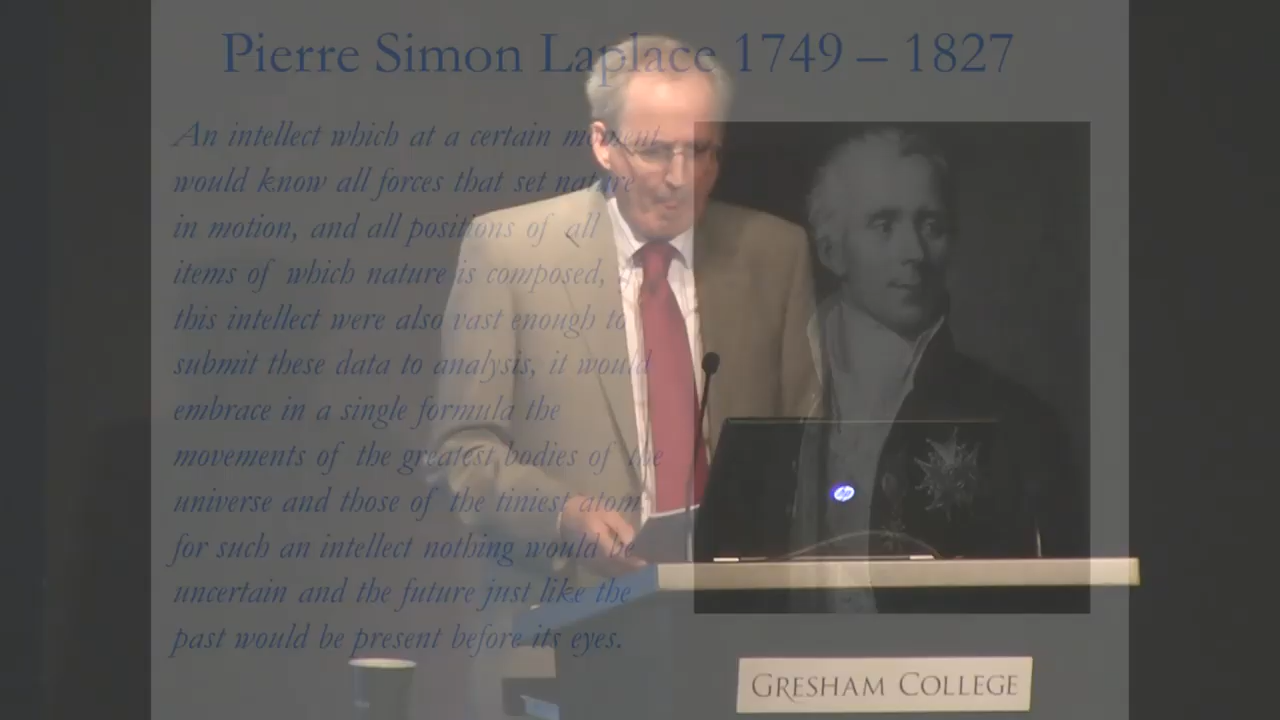 Pierre Simon Laplace 1749 – 1827
An intellect which at a certain moment
would know all forces that set nature
in motion, and all positions of all
items of which nature is composed, if
this intellect were also vast enough to
submit these data to analysis, it would
embrace in a single formula the
movements of the greatest bodies of the
universe and those of the tiniest atom
for such an intellect nothing would be
uncertain and the future just like the
past would be present before its eyes.
hp
GRESHAM COLLEGE